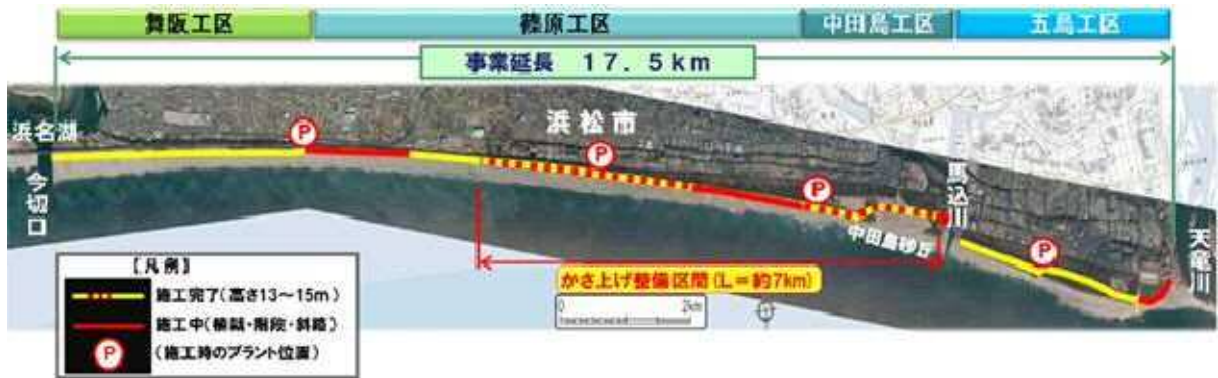 舞阪工区
篠原工区
中田島工区
五島工区
事業延長 17.5km
浜名湖
浜松市
今切口
P
P
P
P
馬込川
中田島砂丘
天竜川
かさ上げ整備区間(L=約7km)
0
2km
【凡例】
施工完了(高さ13~15m)
施工中(植栽・階段・斜路)
P
(施工時のプラント位置)